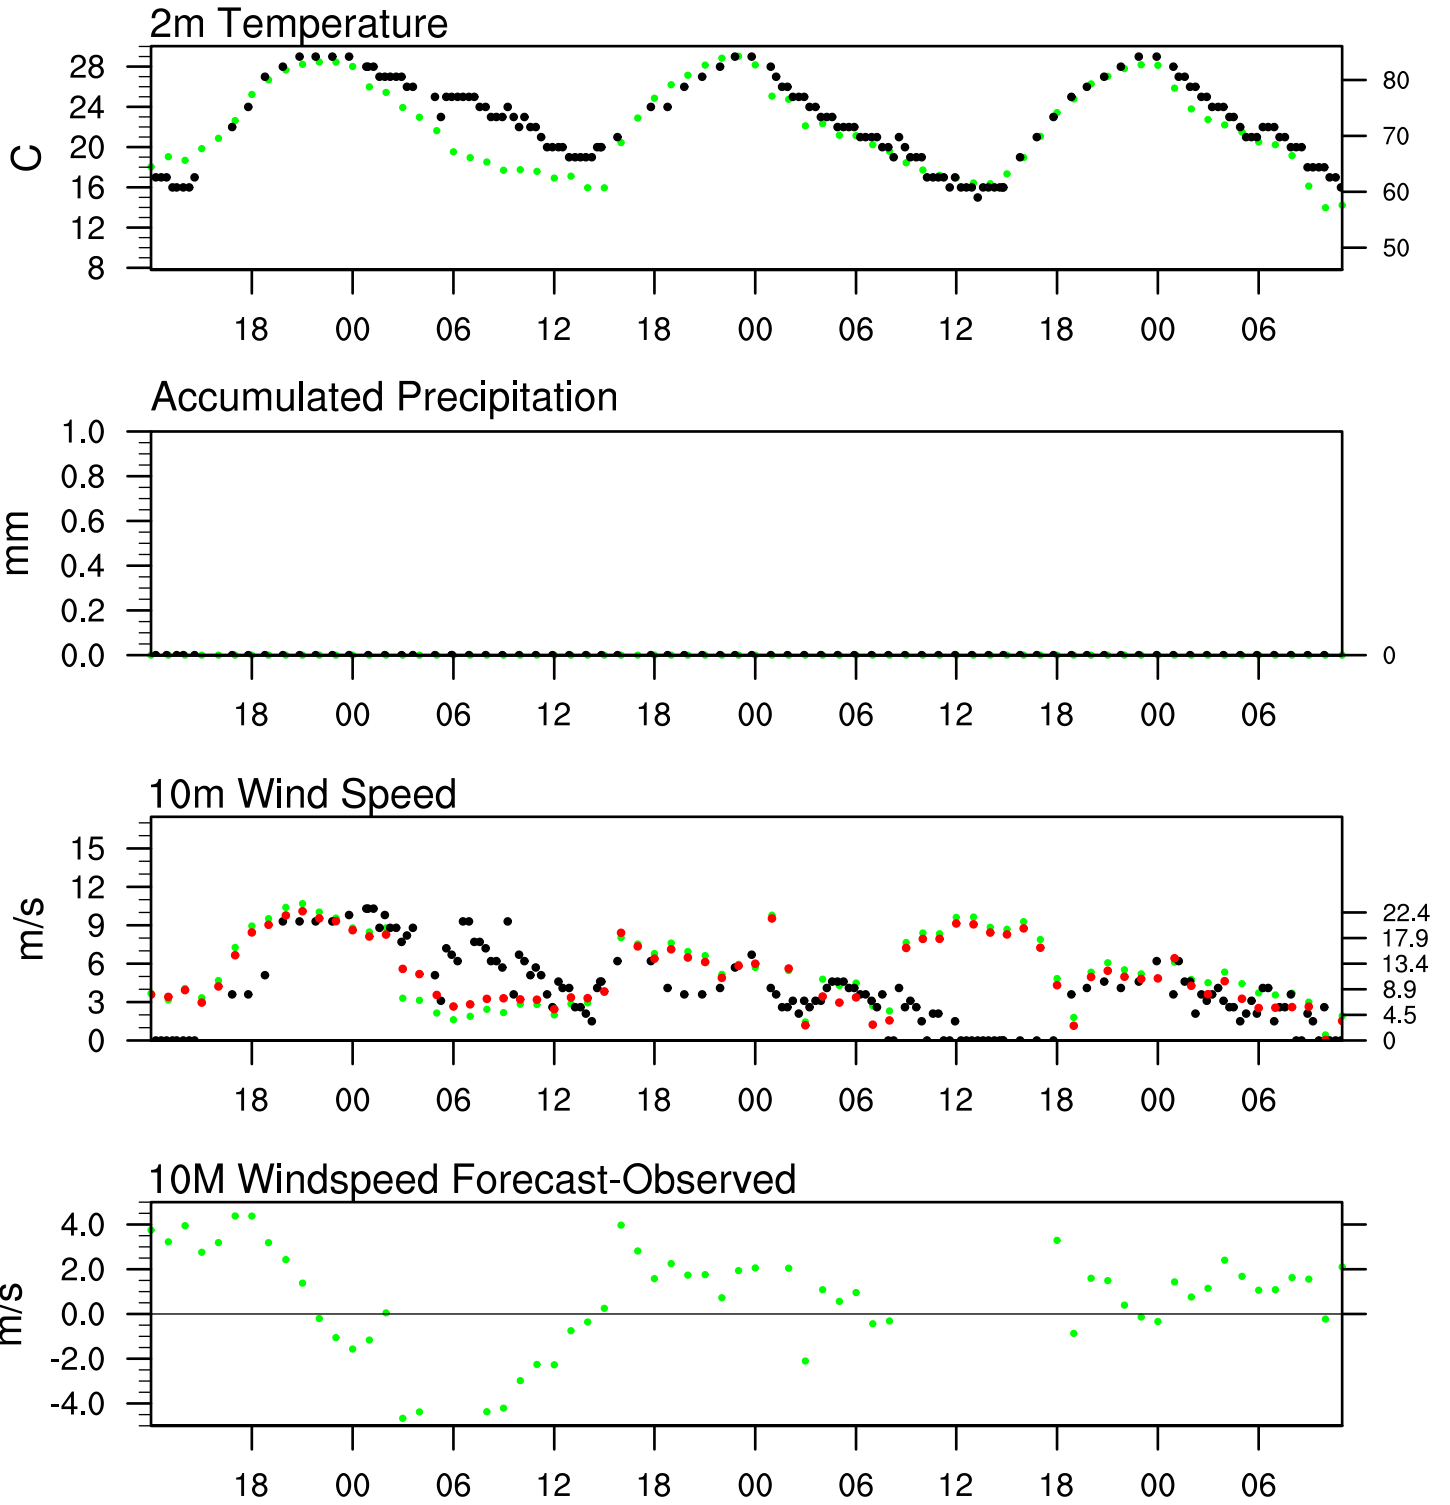 2m Temperature
28
24
20
16
12
8
C
80
70
60
50
18 00 06 12 18 00 06 12 18 00 06
Accumulated Precipitation
1.0
0.8
0.6
0.4
0.2
0.0
mm
0
18 00 06 12 18 00 06 12 18 00 06
10m Wind Speed
15
12
9
6
3
0
m/s
22.4
17.9
13.4
8.9
4.5
0
18 00 06 12 18 00 06 12 18 00 06
10M Windspeed Forecast-Observed
4.0
2.0
0.0
-2.0
-4.0
m/s
18 00 06 12 18 00 06 12 18 00 06